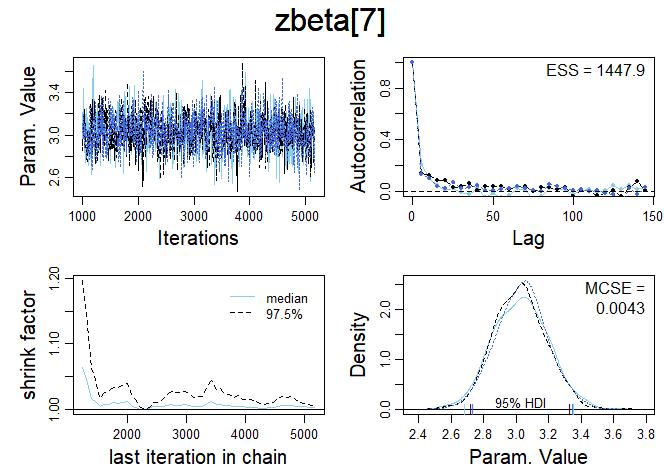 zbeta[7]
Param. Value
2.6 3.0 3.4
1000 2000 3000 4000 5000
Iterations
Autocorrelation
0.0 0.4 0.8
ESS = 1447.9
0 50 100 150
Lag
shrink factor
1.00 1.10 1.20
median
97.5%
2000 3000 4000 5000
last iteration in chain
Density
0.0 1.0 2.0
MCSE =
0.0043
95% HDI
2.4 2.6 2.8 3.0 3.2 3.4 3.6 3.8
Param. Value